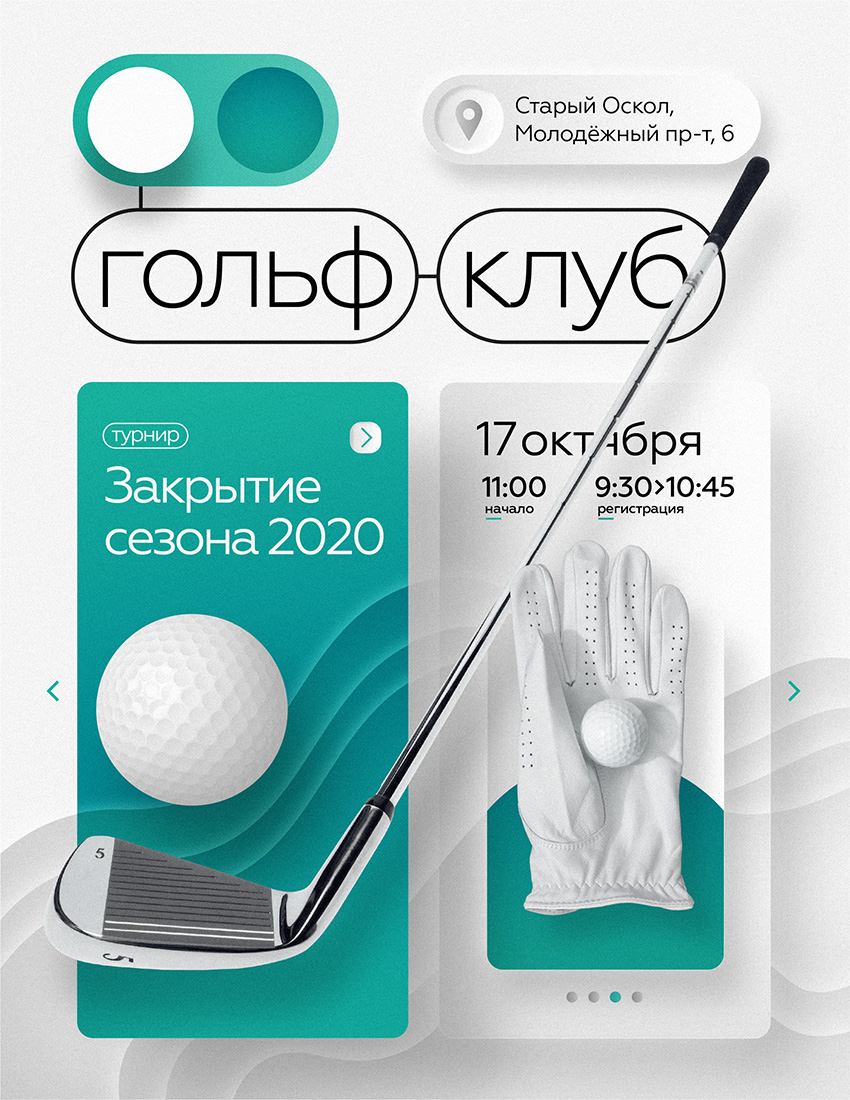 Старый Оскол,
Молодёжный пр-т, 6
гольф-клуб
турнир
Закрытие
сезона 2020
17 октября
11:00 9:30>10:45
начало регистрация
5
5